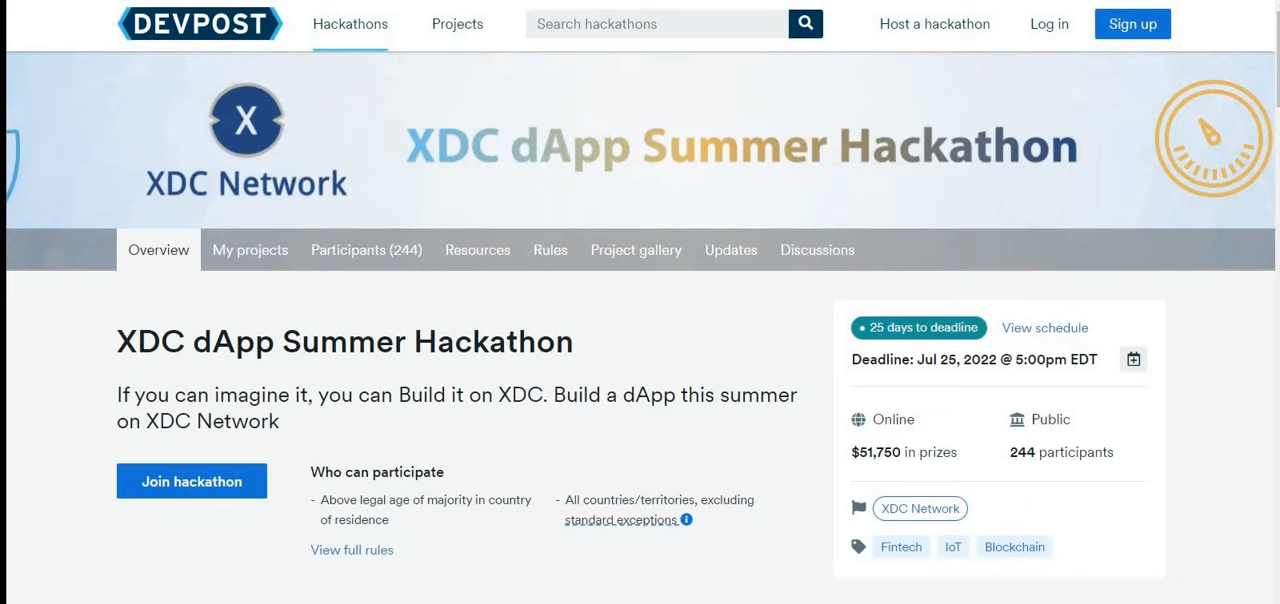 DEVPOST Hackathons Projects Search hackathons Host a hackathon Log in Sign up
X
XDC Network
XDC dApp Summer Hackathon
Overview My projects Participants (244) Resources Rules Project gallery Updates Discussions
XDC dApp Summer Hackathon
If you can imagine it, you can Build it on XDC. Build a dApp this summer
on XDC Network
Join hackathon
Who can participate
- Above legal age of majority in country
of residence
- All countries/territories, excluding
standard exceptions i
View full rules
• 25 days to deadline View schedule
Deadline: Jul 25, 2022 @ 5:00pm EDT
Online Public
$51,750 in prizes 244 participants
XDC Network
Fintech IoT Blockchain